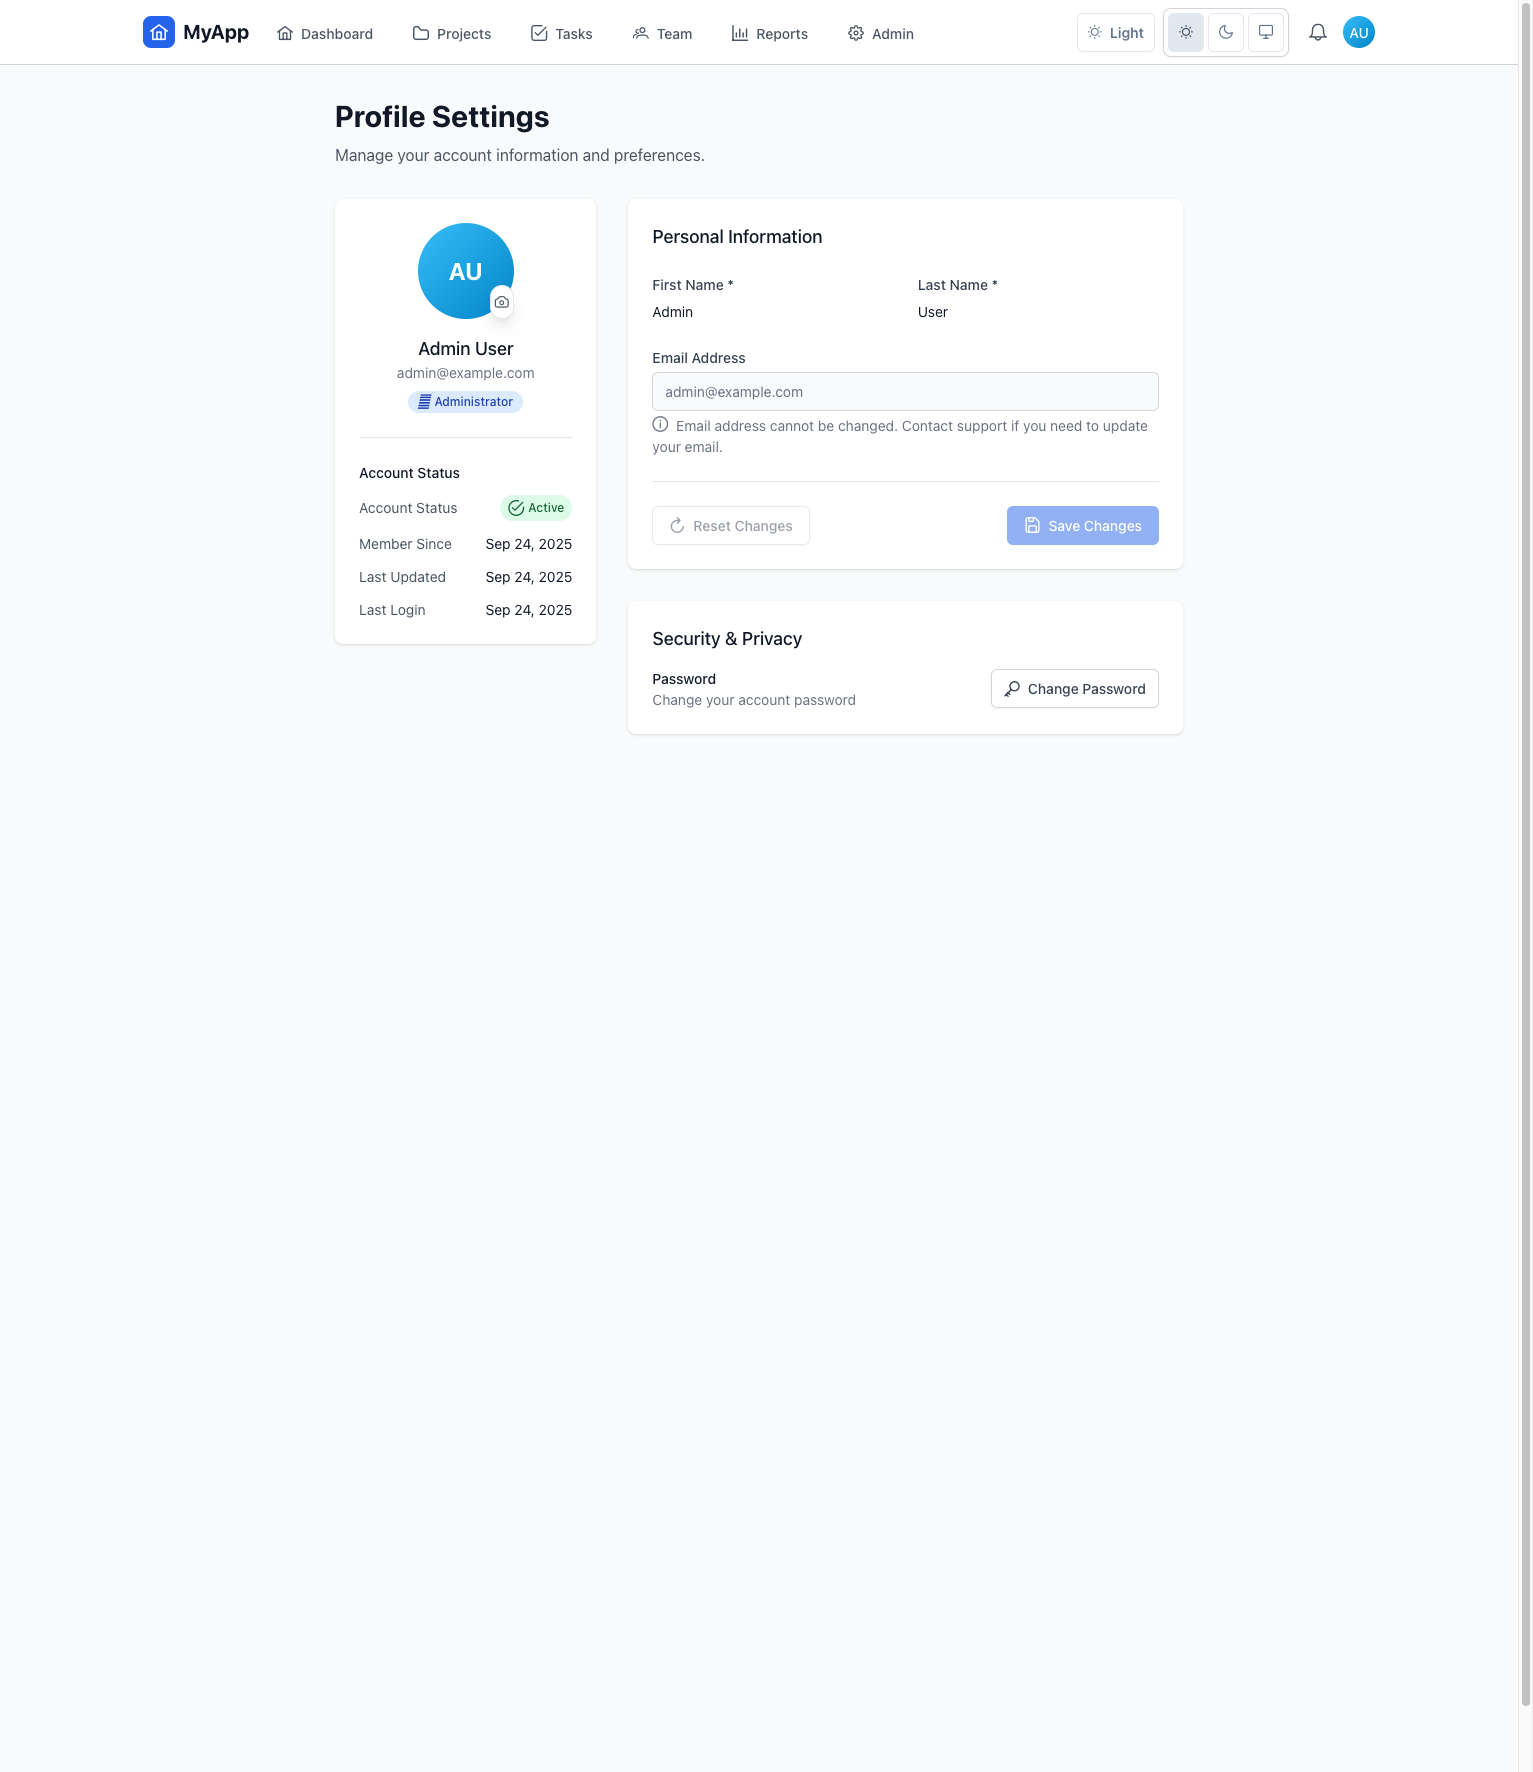 MyApp
Dashboard
Projects
Tasks
Team
Reports
Admin
Light
AU
Profile Settings
Manage your account information and preferences.
AU
Admin User
admin@example.com
Administrator
Account Status
Account Status Active
Member Since Sep 24, 2025
Last Updated Sep 24, 2025
Last Login Sep 24, 2025
Personal Information
First Name * Last Name *
Admin User
Email Address
admin@example.com
Email address cannot be changed. Contact support if you need to update
your email.
Reset Changes Save Changes
Security & Privacy
Password
Change your account password
Change Password